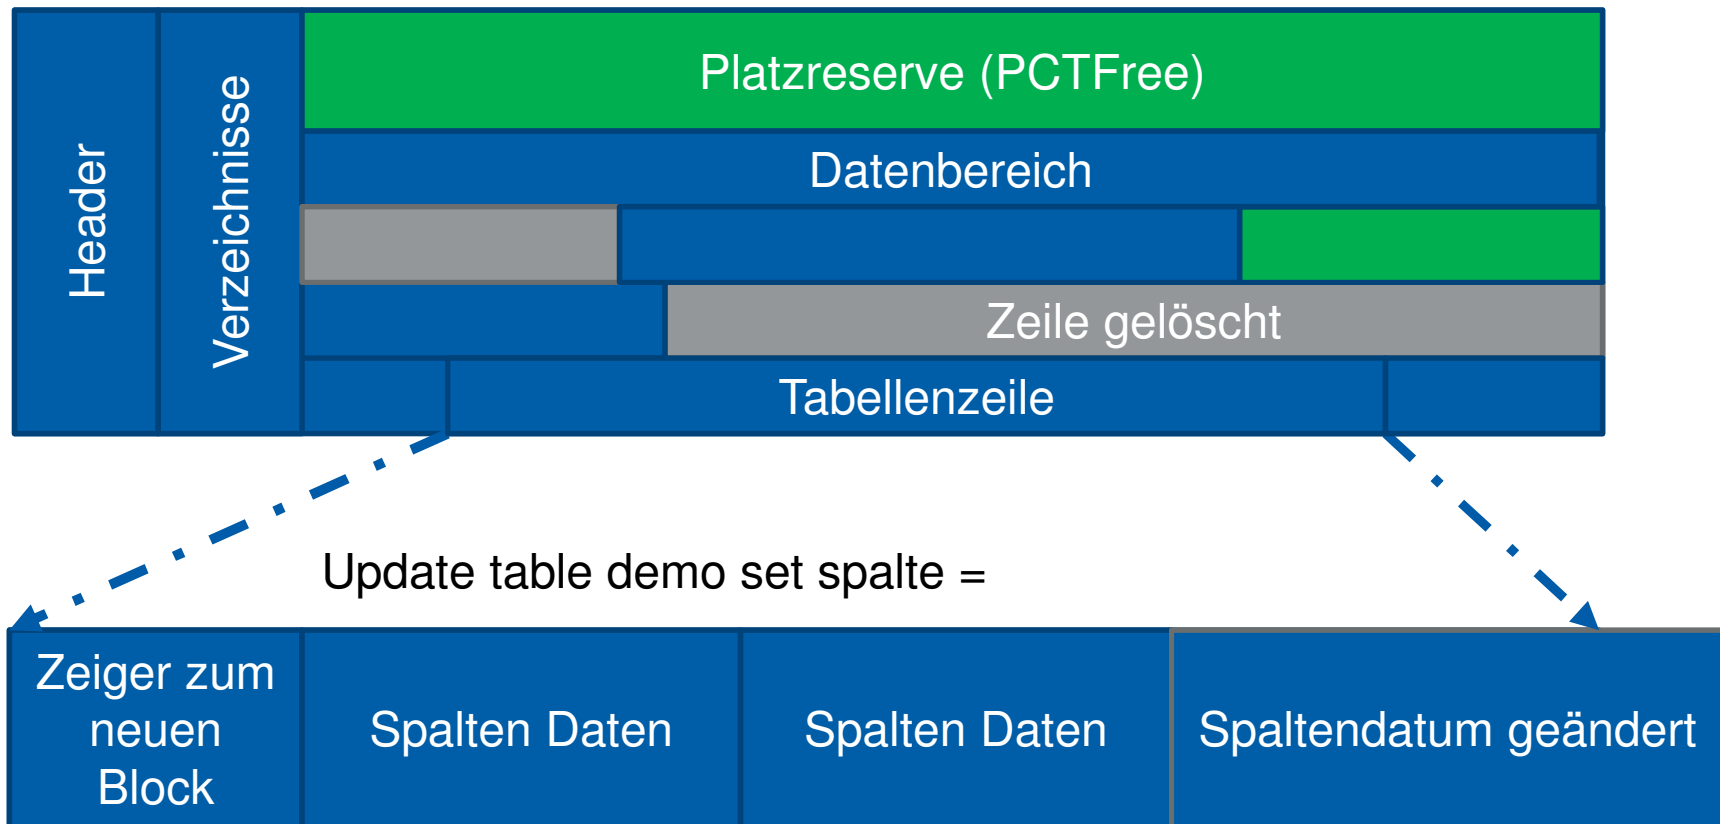 Header
Verzeichnisse
Platzreserve (PCTFree)
Datenbereich
Zeile gelöscht
Tabellenzeile
Update table demo set spalte =
Zeiger zum
neuen
Block
Spalten Daten
Spalten Daten
Spaltendatum geändert